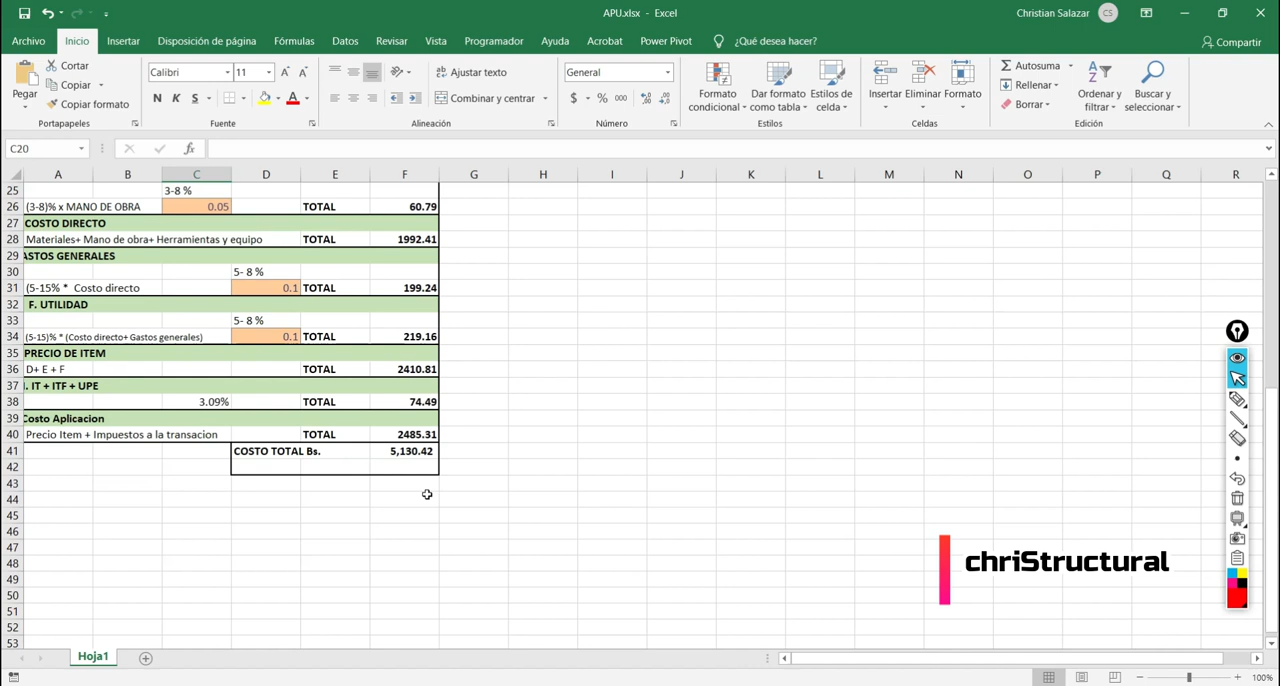 APU.xlsx - Excel
Christian Salazar CS
Archivo Inicio Insertar Disposición de página Fórmulas Datos Revisar Vista Programador Ayuda Acrobat Power Pivot ¿Qué desea hacer? Compartir
Pegar
Cortar
Copiar
Copiar formato
Portapapeles
Calibri 11
N K S
Fuente
Ajustar texto
Combinar y centrar
Alineación
General
$ % 000
Número
Formato condicional
Dar formato como tabla
Estilos de celda
Estilos
Insertar Eliminar Formato
Celdas
Autosuma
Rellenar
Borrar
Ordenar y filtrar
Buscar y seleccionar
Edición
C20 fx
A B C D E F G H I J K L M N O P Q R
25 3-8 %
26 (3-8)% x MANO DE OBRA 0.05 TOTAL 60.79
27 COSTO DIRECTO
28 Materiales+ Mano de obra+ Herramientas y equipo TOTAL 1992.41
29 ASTOS GENERALES
30 5- 8 %
31 (5-15% * Costo directo 0.1 TOTAL 199.24
32 F. UTILIDAD
33 5- 8 %
34 (5-15)% * (Costo directo+ Gastos generales) 0.1 TOTAL 219.16
35 PRECIO DE ITEM
36 D+ E + F TOTAL 2410.81
37 . IT + ITF + UPE
38 3.09% TOTAL 74.49
39 Costo Aplicacion
40 Precio Item + Impuestos a la transacion TOTAL 2485.31
41 COSTO TOTAL Bs. 5,130.42
42
43
44
45
46
47
48
49
50
51
52
53
chriStructural
Hoja1
100%